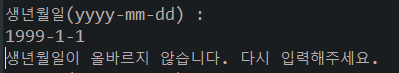 생년월일(yyyy-mm-dd) :
1999-1-1
생년월일이 올바르지 않습니다. 다시 입력해주세요.